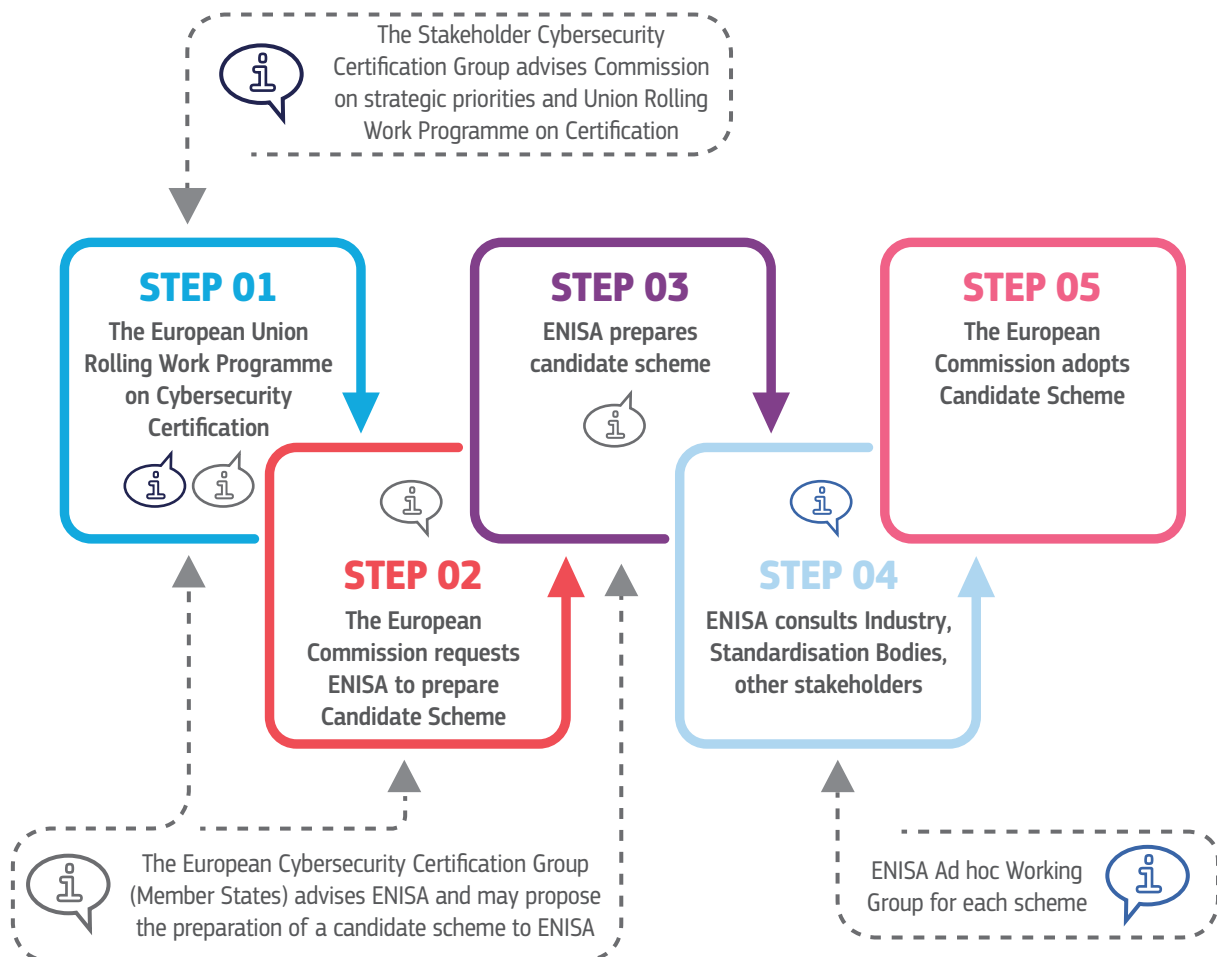 The Stakeholder Cybersecurity
Certification Group advises Commission
on strategic priorities and Union Rolling
Work Programme on Certification
STEP 01
The European Union
Rolling Work Programme
on Cybersecurity
Certification
STEP 02
The European
Commission requests
ENISA to prepare
Candidate Scheme
STEP 03
ENISA prepares
candidate scheme
STEP 04
ENISA consults Industry,
Standardisation Bodies,
other stakeholders
STEP 05
The European
Commission adopts
Candidate Scheme
The European Cybersecurity Certification Group
(Member States) advises ENISA and may propose
the preparation of a candidate scheme to ENISA
ENISA Ad hoc Working
Group for each scheme